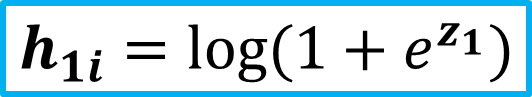 h₁ᵢ = log(1 + e^z₁)